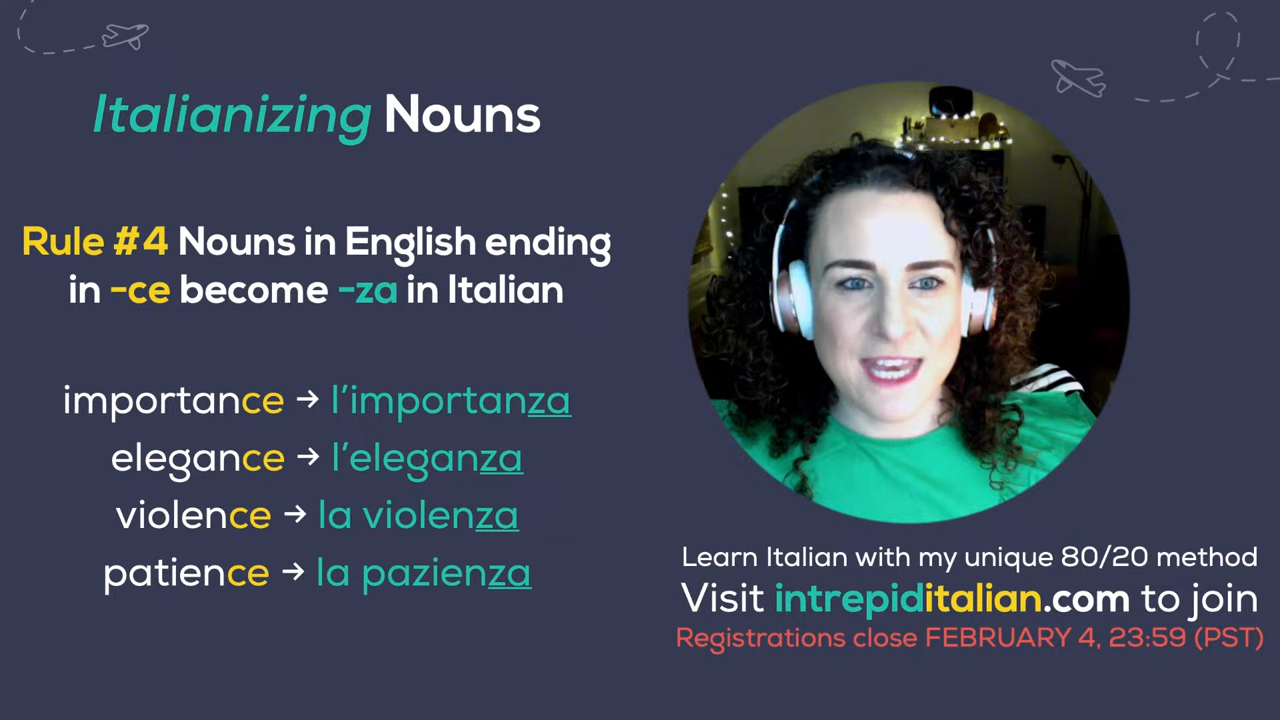 Italianizing Nouns
Rule #4 Nouns in English ending
in -ce become -za in Italian
importance → l'importanza
elegance → l'eleganza
violence → la violenza
patience → la pazienza
Learn Italian with my unique 80/20 method
Visit intrepiditalian.com to join
Registrations close FEBRUARY 4, 23:59 (PST)